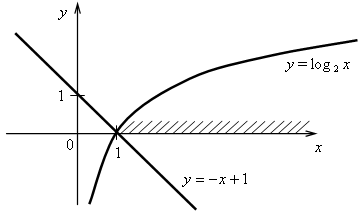 y
y = log₂ x
1
0
1
x
y = −x + 1